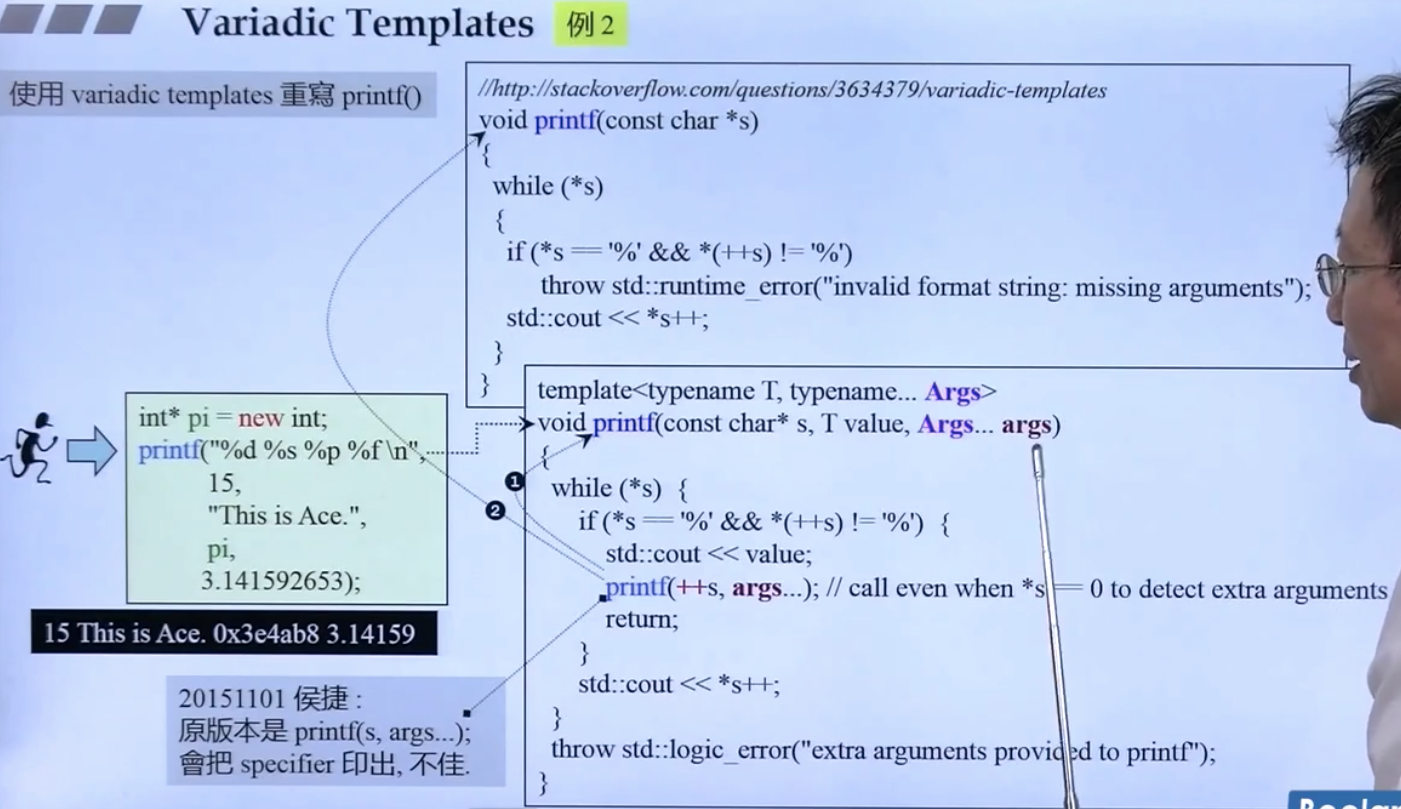 Variadic Templates 例 2
使用 variadic templates 重寫 printf()
//http://stackoverflow.com/questions/3634379/variadic-templates
void printf(const char *s)
{
while (*s)
{
if (*s == '%' && *(++s) != '%')
throw std::runtime_error("invalid format string: missing arguments");
std::cout << *s++;
}
}
template<typename T, typename... Args>
void printf(const char* s, T value, Args... args)
{
while (*s) {
if (*s == '%' && *(++s) != '%') {
std::cout << value;
printf(++s, args...); // call even when *s == 0 to detect extra arguments
return;
}
std::cout << *s++;
}
throw std::logic_error("extra arguments provided to printf");
}
int* pi = new int;
printf("%d %s %p %f \n",
15,
"This is Ace.",
pi,
3.141592653);
1
2
15 This is Ace. 0x3e4ab8 3.14159
20151101 侯捷 :
原版本是 printf(s, args...);
會把 specifier 印出, 不佳.